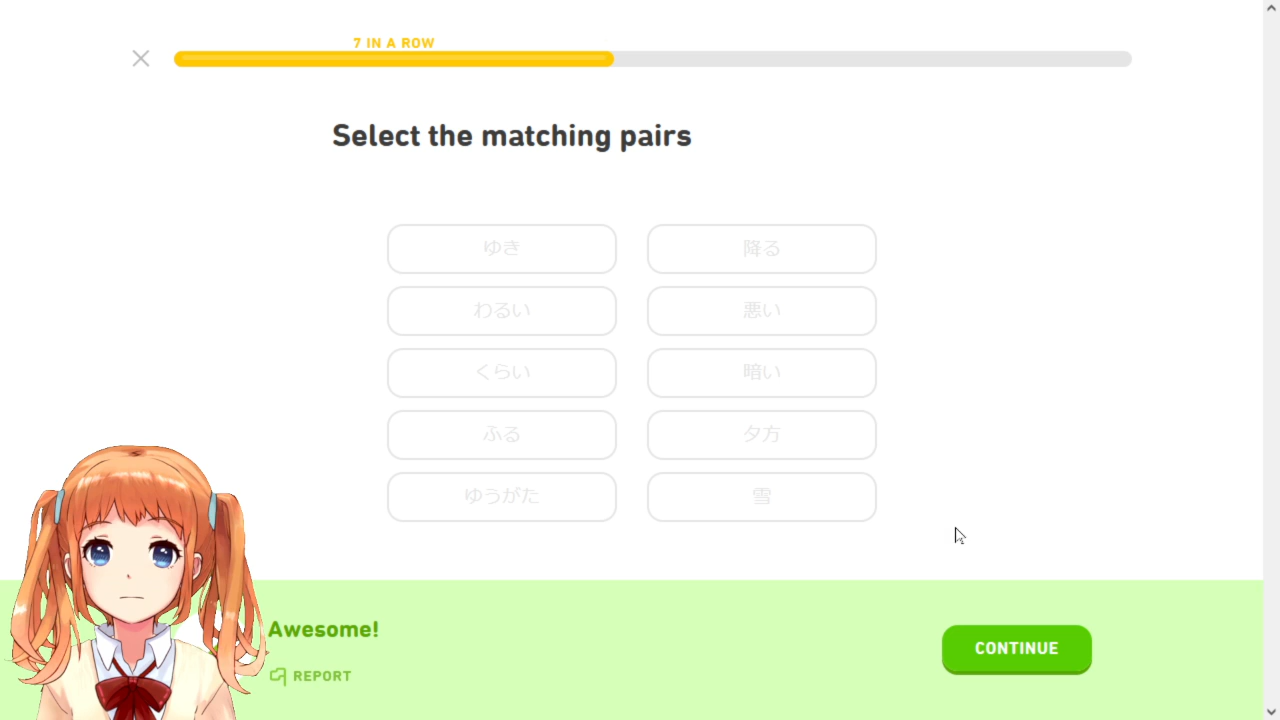 7 IN A ROW
Select the matching pairs
ゆき 降る
わるい 悪い
くらい 暗い
ふる 夕方
ゆうがた 雪
Awesome!
CONTINUE
REPORT